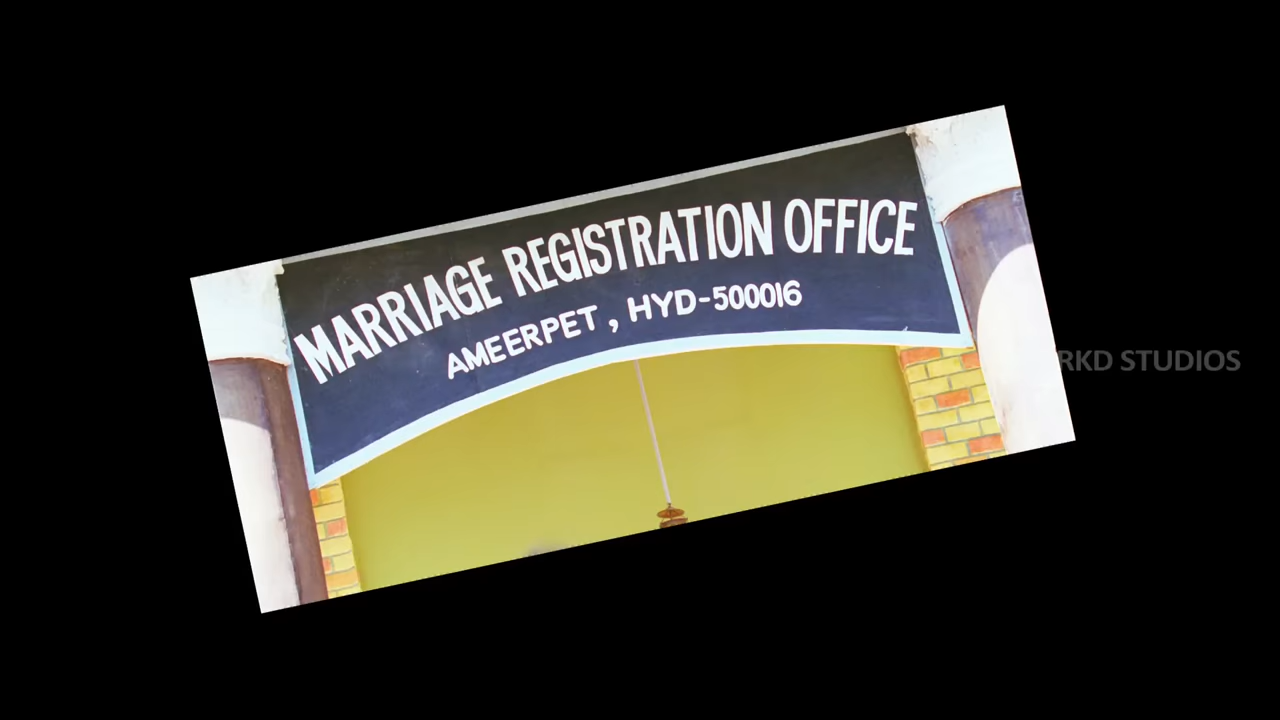 MARRIAGE REGISTRATION OFFICE
AMEERPET, HYD-500016
RKD STUDIOS